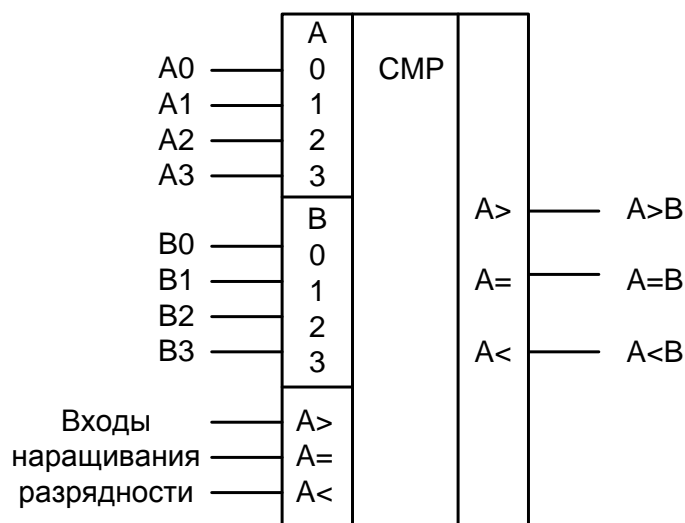 A
A0 0 CMP
A1 1
A2 2
A3 3
A> A>B
B
B0 0
B1 1 A= A=B
B2 2
B3 3 A< A<B
Входы A>
наращивания A=
разрядности A<